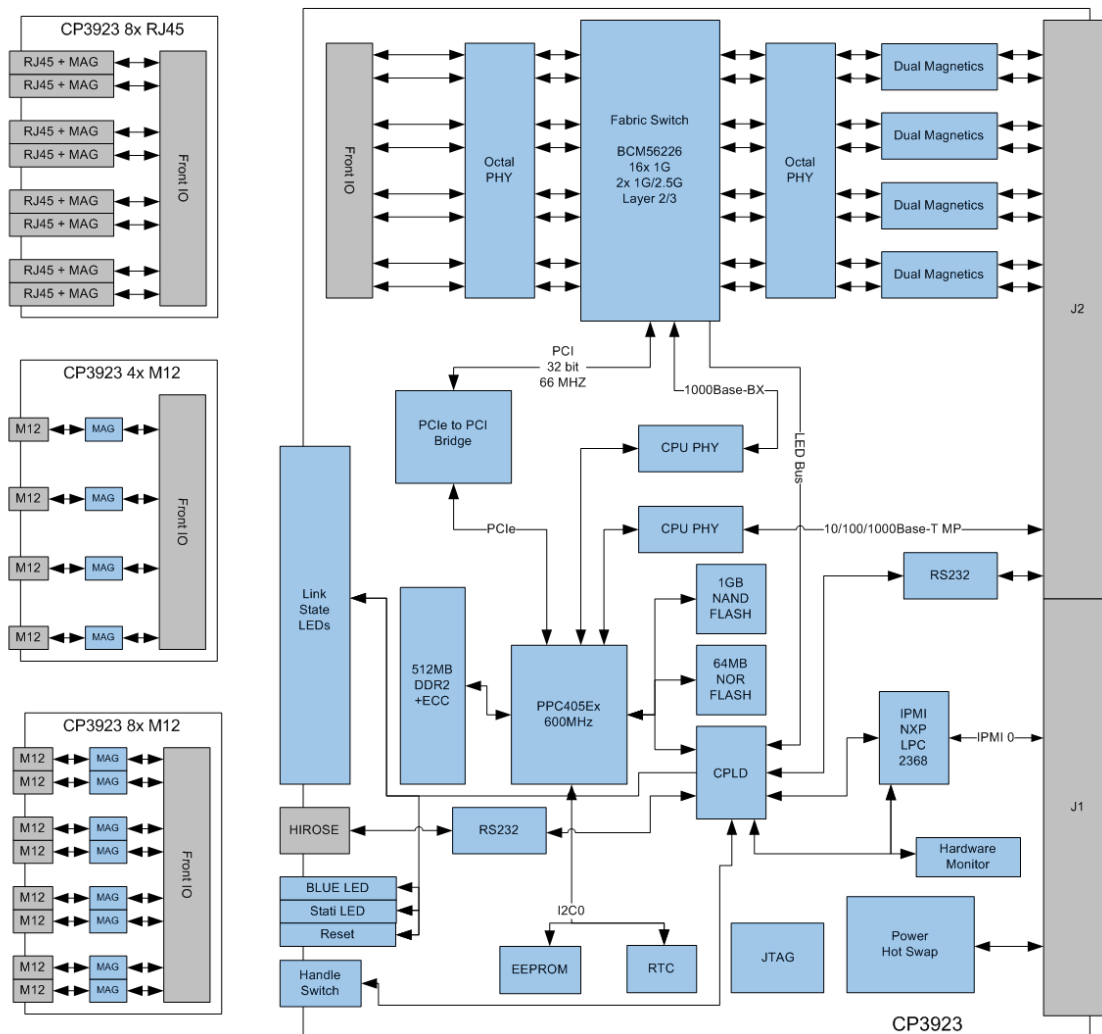 CP3923 8x RJ45
RJ45 + MAG
RJ45 + MAG
RJ45 + MAG
RJ45 + MAG
RJ45 + MAG
RJ45 + MAG
RJ45 + MAG
RJ45 + MAG
Front IO
CP3923 4x M12
M12
MAG
M12
MAG
M12
MAG
M12
MAG
Front IO
CP3923 8x M12
M12
MAG
M12
MAG
M12
MAG
M12
MAG
M12
MAG
M12
MAG
M12
MAG
M12
MAG
Front IO
Front IO
Octal
PHY
Fabric Switch
BCM56226
16x 1G
2x 1G/2.5G
Layer 2/3
Octal
PHY
Dual Magnetics
Dual Magnetics
Dual Magnetics
Dual Magnetics
J2
PCI
32 bit
66 MHZ
1000Base-BX
PCIe to PCI
Bridge
CPU PHY
LED Bus
PCIe
CPU PHY
10/100/1000Base-T MP
RS232
Link
State
LEDs
1GB
NAND
FLASH
512MB
DDR2
+ECC
PPC405Ex
600MHz
64MB
NOR
FLASH
CPLD
IPMI
NXP
LPC
2368
IPMI 0
J1
HIROSE
RS232
Hardware
Monitor
BLUE LED
Stati LED
Reset
I2C0
Handle
Switch
EEPROM
RTC
JTAG
Power
Hot Swap
CP3923